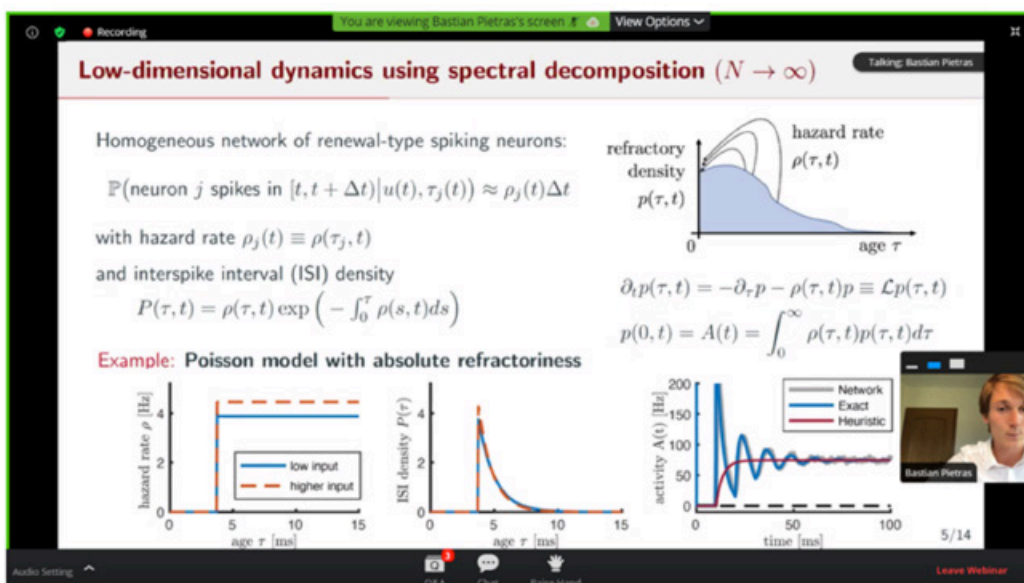 You are viewing Bastian Pietras's screen
View Options
Recording
Talking: Bastian Pietras
Low-dimensional dynamics using spectral decomposition (N → ∞)
Homogeneous network of renewal-type spiking neurons:
ℙ(neuron j spikes in [t, t + Δt)|u(t), τ_j(t)) ≈ ρ_j(t)Δt
with hazard rate ρ_j(t) ≡ ρ(τ_j, t)
and interspike interval (ISI) density
P(τ, t) = ρ(τ, t) exp ( − ∫_0^τ ρ(s, t)ds )
refractory
density
p(τ, t)
hazard rate
ρ(τ, t)
0
age τ
∂_t p(τ, t) = −∂_τ p − ρ(τ, t)p ≡ ℒp(τ, t)
p(0, t) = A(t) = ∫_0^∞ ρ(τ, t)p(τ, t)dτ
Example: Poisson model with absolute refractoriness
hazard rate ρ [Hz]
4
2
0
low input
higher input
0 5 10 15
age τ [ms]
ISI density P(τ)
4
2
0
0 5 10 15
age τ [ms]
activity A(t) [Hz]
200
150
100
50
0
Network
Exact
Heuristic
0 50 100
time [ms]
Bastian Pietras
5/14
Audio Setting
3
Q&A
Chat
Raise Hand
Leave Webinar